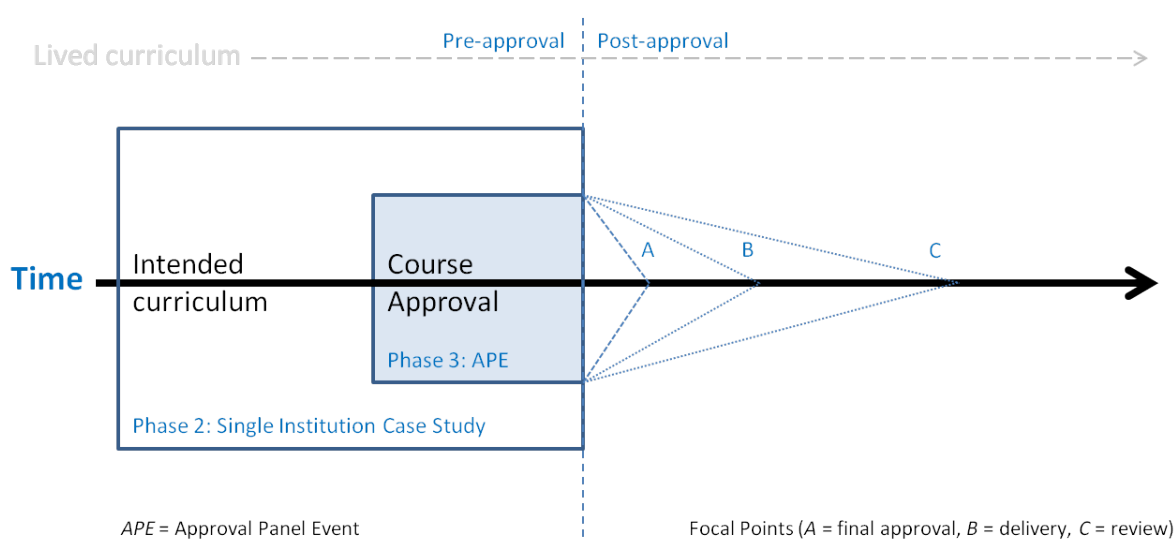 Pre-approval
Post-approval
Lived curriculum
A
B
C
Intended
curriculum
Course
Approval
Time
Phase 3: APE
Phase 2: Single Institution Case Study
APE = Approval Panel Event
Focal Points (A = final approval, B = delivery, C = review)